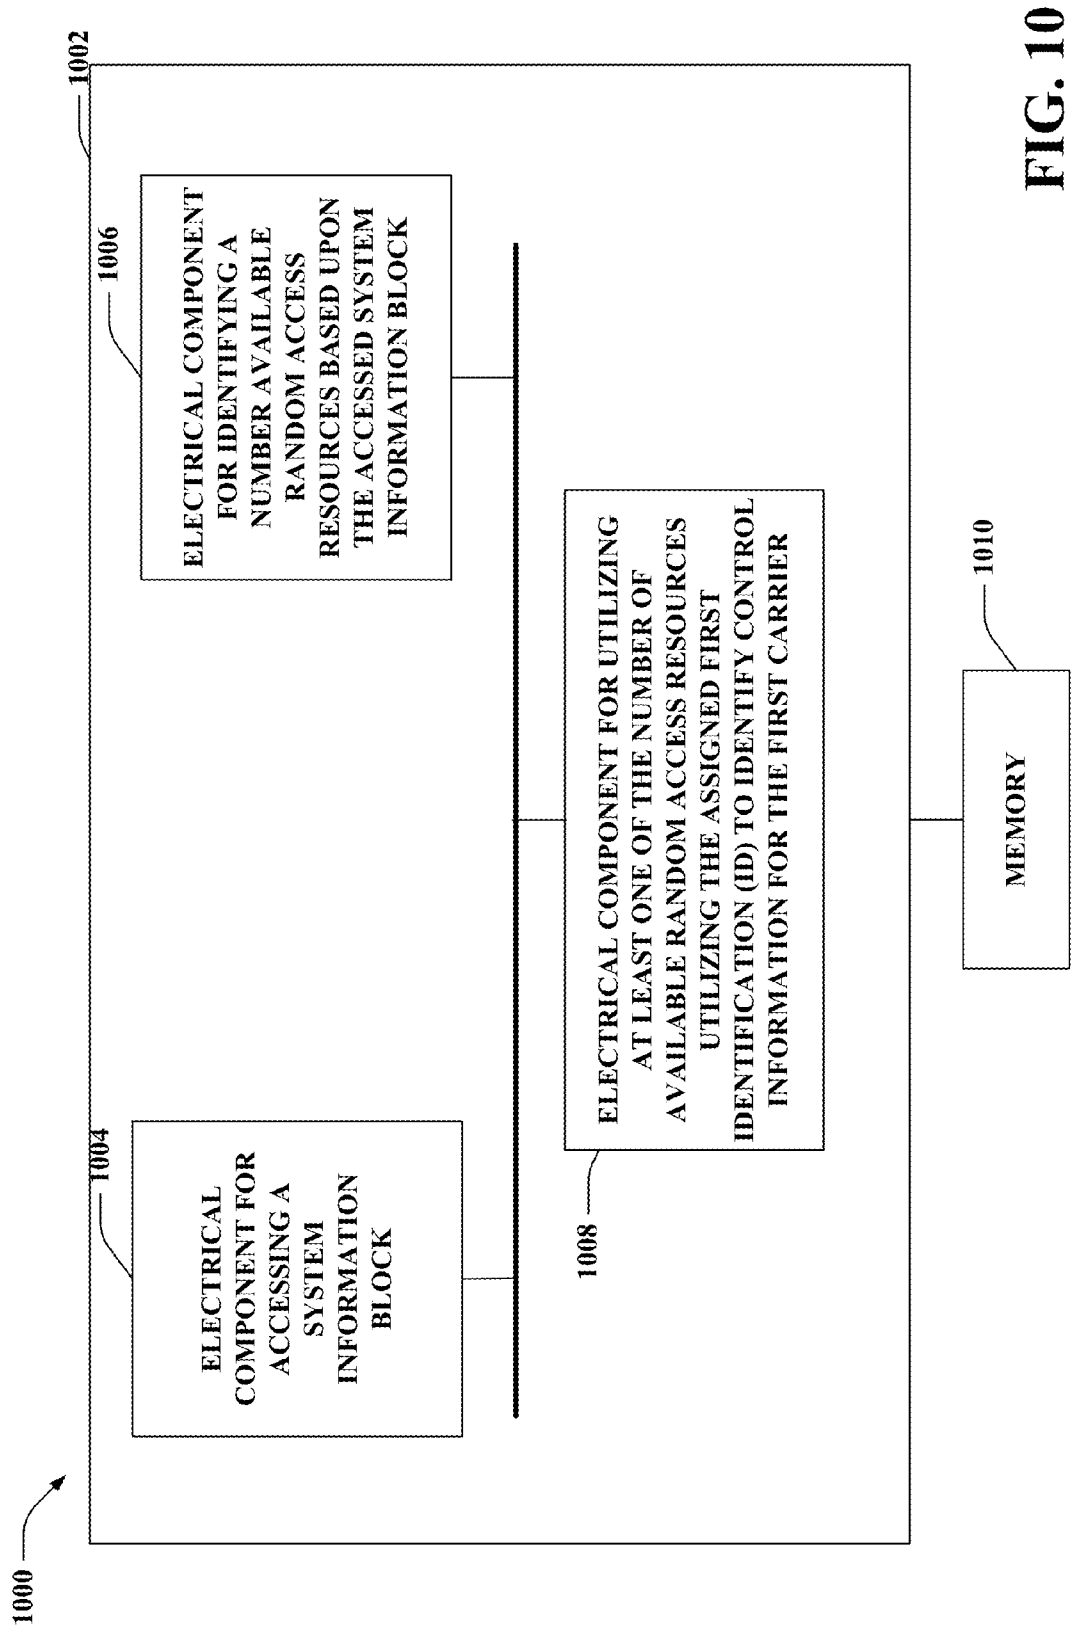 1000
1002
1004
ELECTRICAL
COMPONENT FOR
ACCESSING A
SYSTEM
INFORMATION
BLOCK
1006
ELECTRICAL COMPONENT
FOR IDENTIFYING A
NUMBER AVAILABLE
RANDOM ACCESS
RESOURCES BASED UPON
THE ACCESSED SYSTEM
INFORMATION BLOCK
1008
ELECTRICAL COMPONENT FOR UTILIZING
AT LEAST ONE OF THE NUMBER OF
AVAILABLE RANDOM ACCESS RESOURCES
UTILIZING THE ASSIGNED FIRST
IDENTIFICATION (ID) TO IDENTIFY CONTROL
INFORMATION FOR THE FIRST CARRIER
1010
MEMORY
FIG. 10